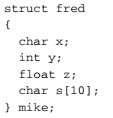 struct fred
{
  char x;
  int y;
  float z;
  char s[10];
} mike;